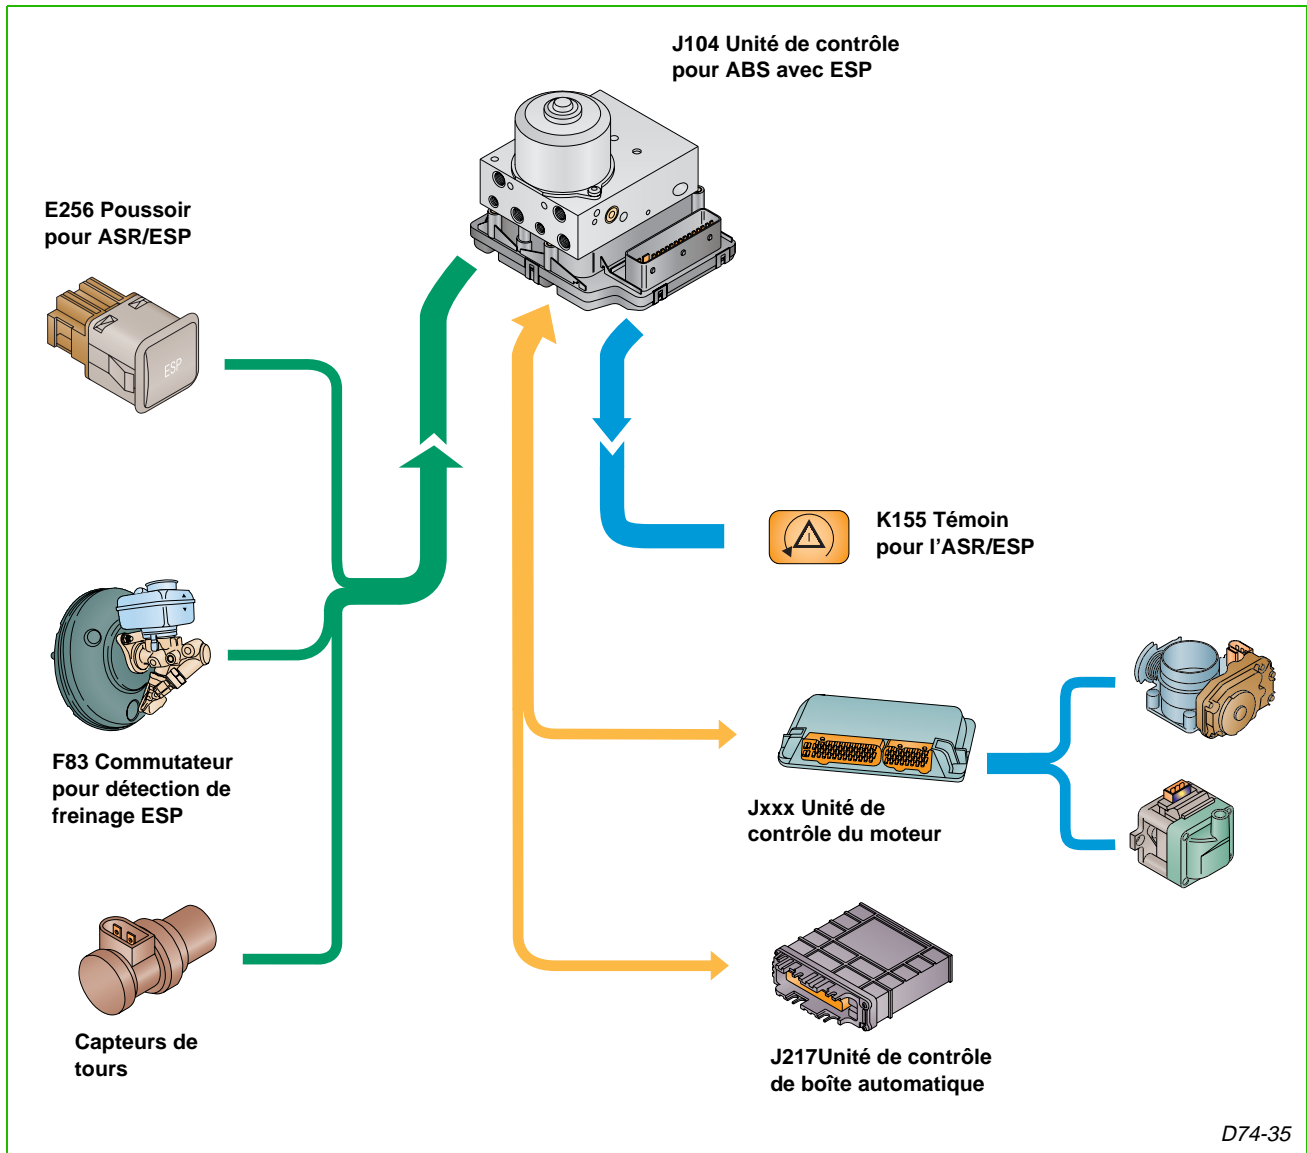 J104 Unité de contrôle
pour ABS avec ESP
E256 Poussoir
pour ASR/ESP
ESP
K155 Témoin
pour l'ASR/ESP
F83 Commutateur
pour détection de
freinage ESP
Jxxx Unité de
contrôle du moteur
Capteurs de
tours
J217Unité de contrôle
de boîte automatique
D74-35